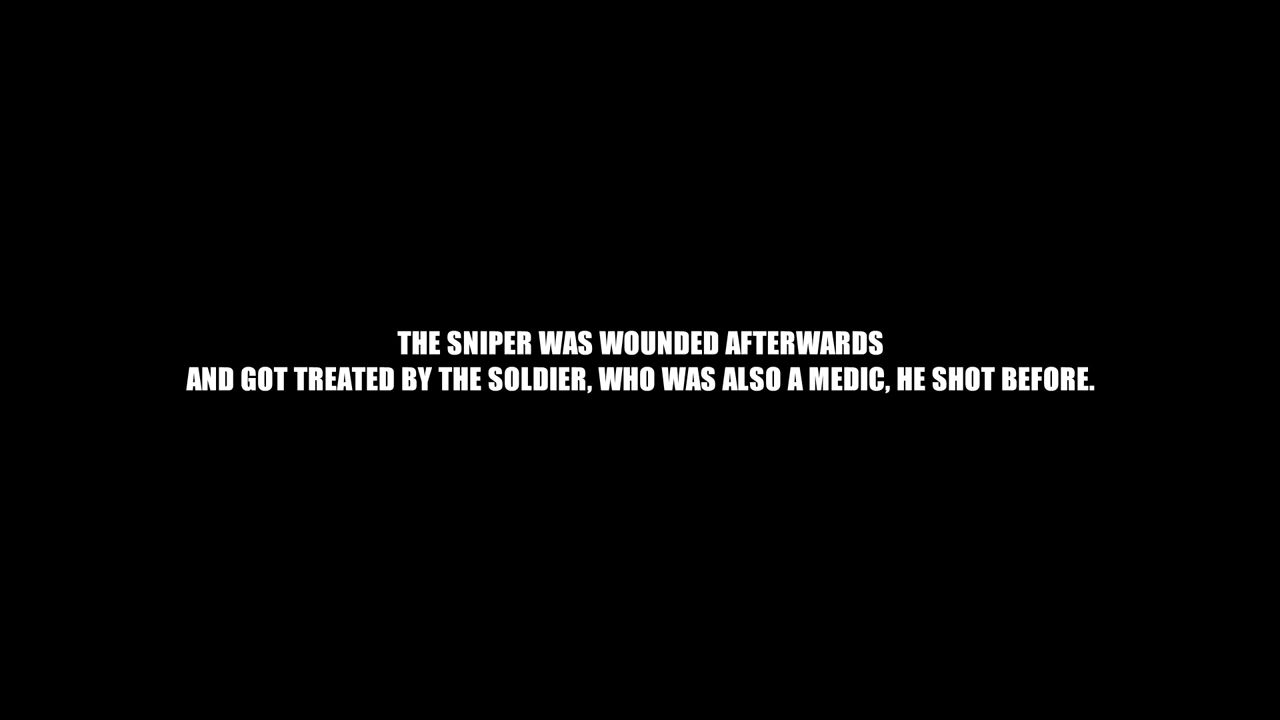 THE SNIPER WAS WOUNDED AFTERWARDS
AND GOT TREATED BY THE SOLDIER, WHO WAS ALSO A MEDIC, HE SHOT BEFORE.